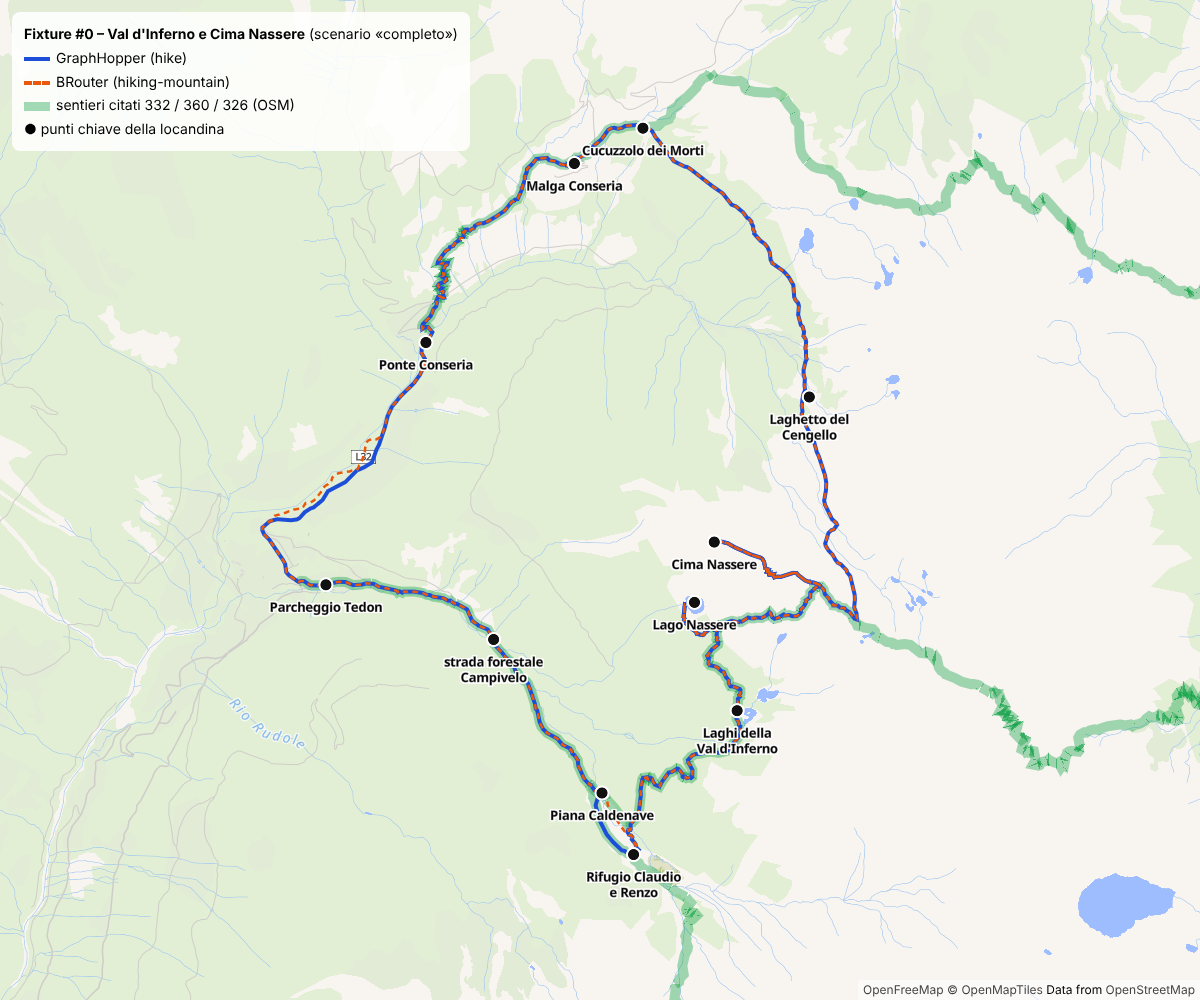 Fixture #0 – Val d'Inferno e Cima Nassere (scenario «completo»)
GraphHopper (hike)
BRouter (hiking-mountain)
sentieri citati 332 / 360 / 326 (OSM)
punti chiave della locandina
Cucuzzolo dei Morti
Malga Conseria
Ponte Conseria
Laghetto del
Cengello
L32
Cima Nassere
Parcheggio Tedon
Lago Nassere
strada forestale
Campivelo
Rio Rudole
Laghi della
Val d'Inferno
Piana Caldenave
Rifugio Claudio
e Renzo
OpenFreeMap © OpenMapTiles Data from OpenStreetMap